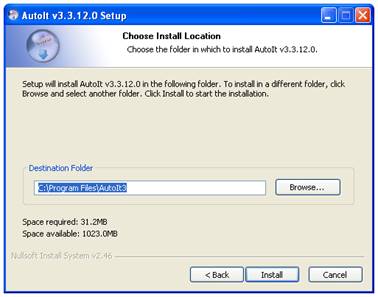 AutoIt v3.3.12.0 Setup
Choose Install Location
Choose the folder in which to install AutoIt v3.3.12.0.
Setup will install AutoIt v3.3.12.0 in the following folder. To install in a different folder, click
Browse and select another folder. Click Install to start the installation.
Destination Folder
C:\Program Files\AutoIt3
Browse...
Space required: 31.2MB
Space available: 1023.0MB
Nullsoft Install System v2.46
< Back
Install
Cancel